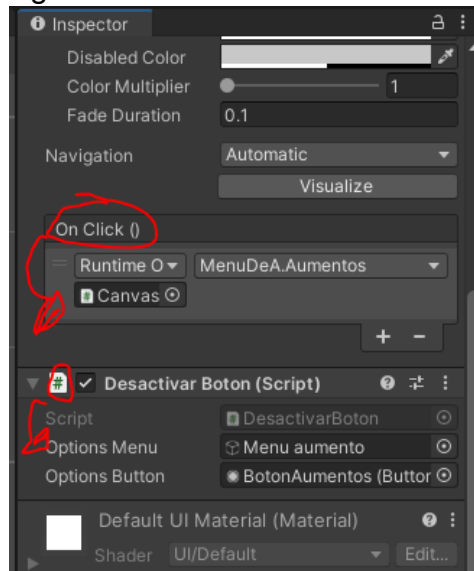 Inspector
Disabled Color
Color Multiplier 1
Fade Duration 0.1
Navigation Automatic
Visualize
On Click ()
Runtime O MenuDeA.Aumentos
Canvas
+ -
# Desactivar Boton (Script)
Script DesactivarBoton
Options Menu Menu aumento
Options Button BotonAumentos (Buttor
Default UI Material (Material)
Shader UI/Default Edit...